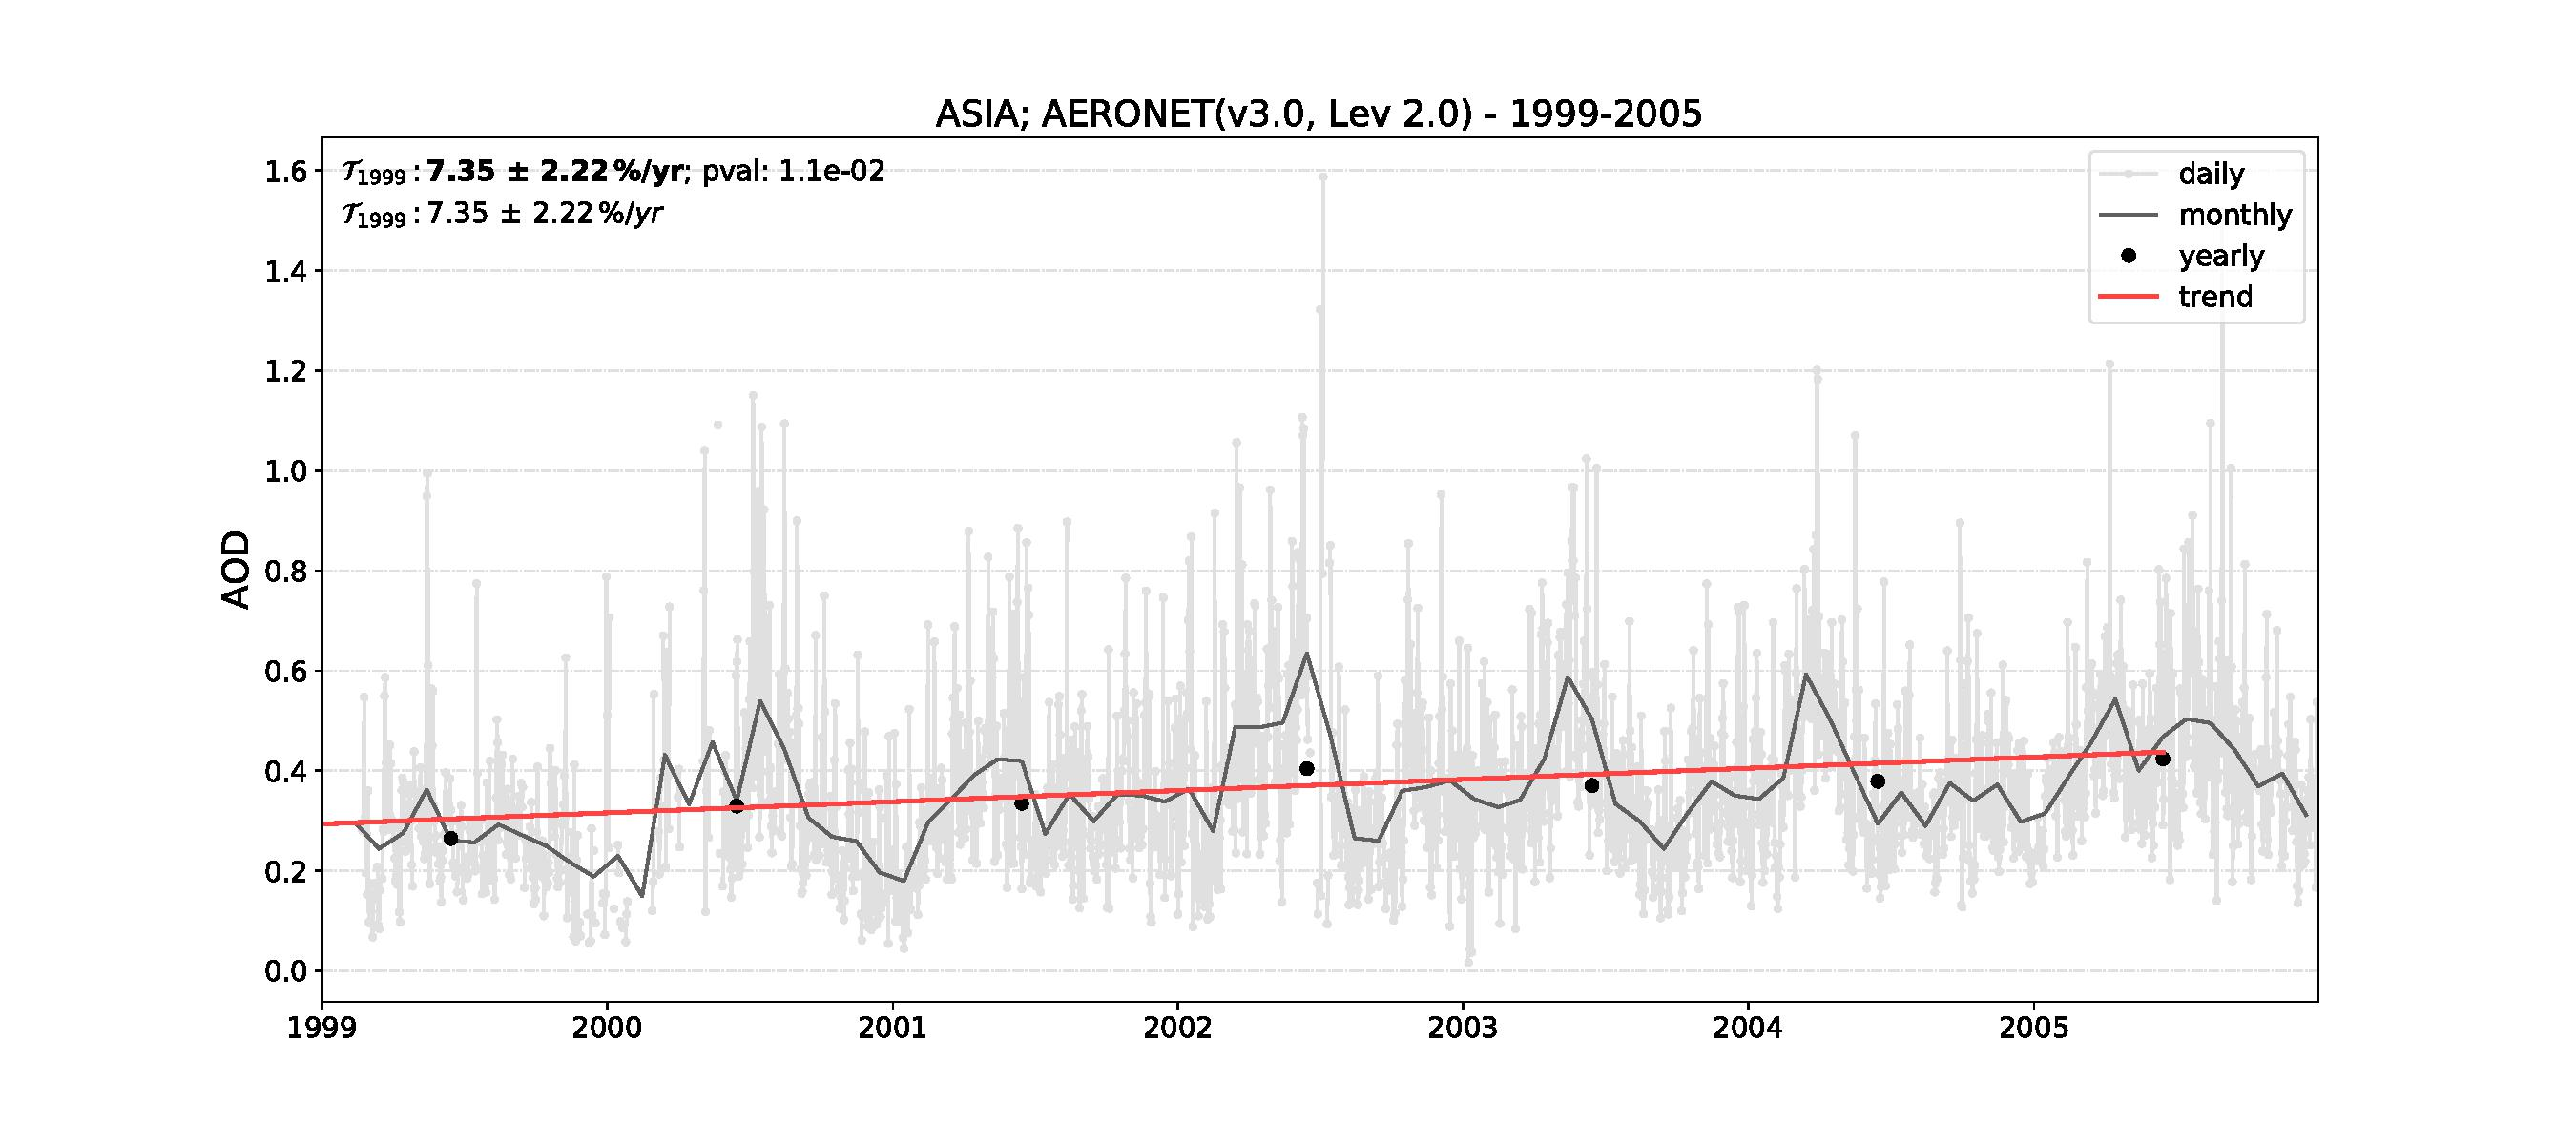 ASIA; AERONET(v3.0, Lev 2.0) - 1999-2005
𝒯1999 : 7.35 ± 2.22%/yr; pval: 1.1e-02
𝒯1999 : 7.35 ± 2.22%/yr
daily
monthly
yearly
trend
AOD
1.6
1.4
1.2
1.0
0.8
0.6
0.4
0.2
0.0
1999 2000 2001 2002 2003 2004 2005